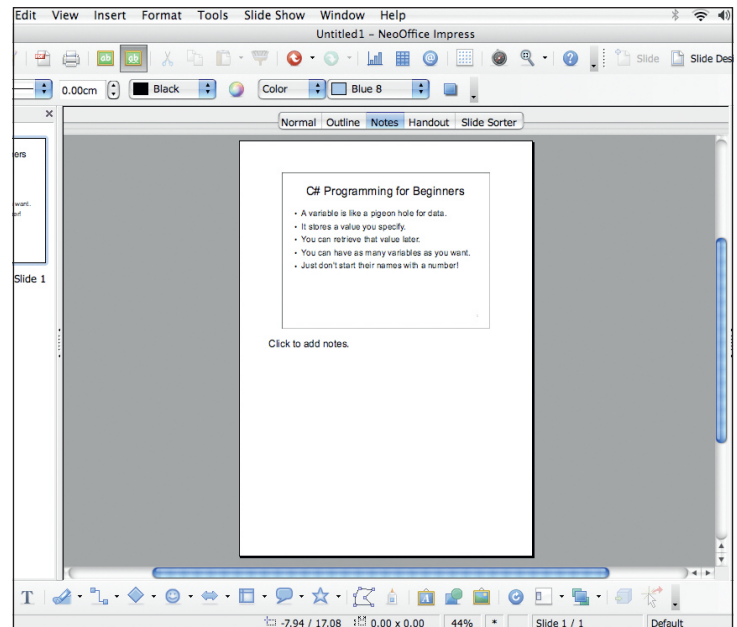 Edit View Insert Format Tools Slide Show Window Help
Untitled1 – NeoOffice Impress
Slide Slide Des
0.00cm Black Color Blue 8
Normal Outline Notes Handout Slide Sorter
ers
want.
er!
Slide 1
C# Programming for Beginners
• A variable is like a pigeon hole for data.
• It stores a value you specify.
• You can retrieve that value later.
• You can have as many variables as you want.
• Just don't start their names with a number!
Click to add notes.
-7.94 / 17.08 0.00 x 0.00 44% * Slide 1 / 1 Default